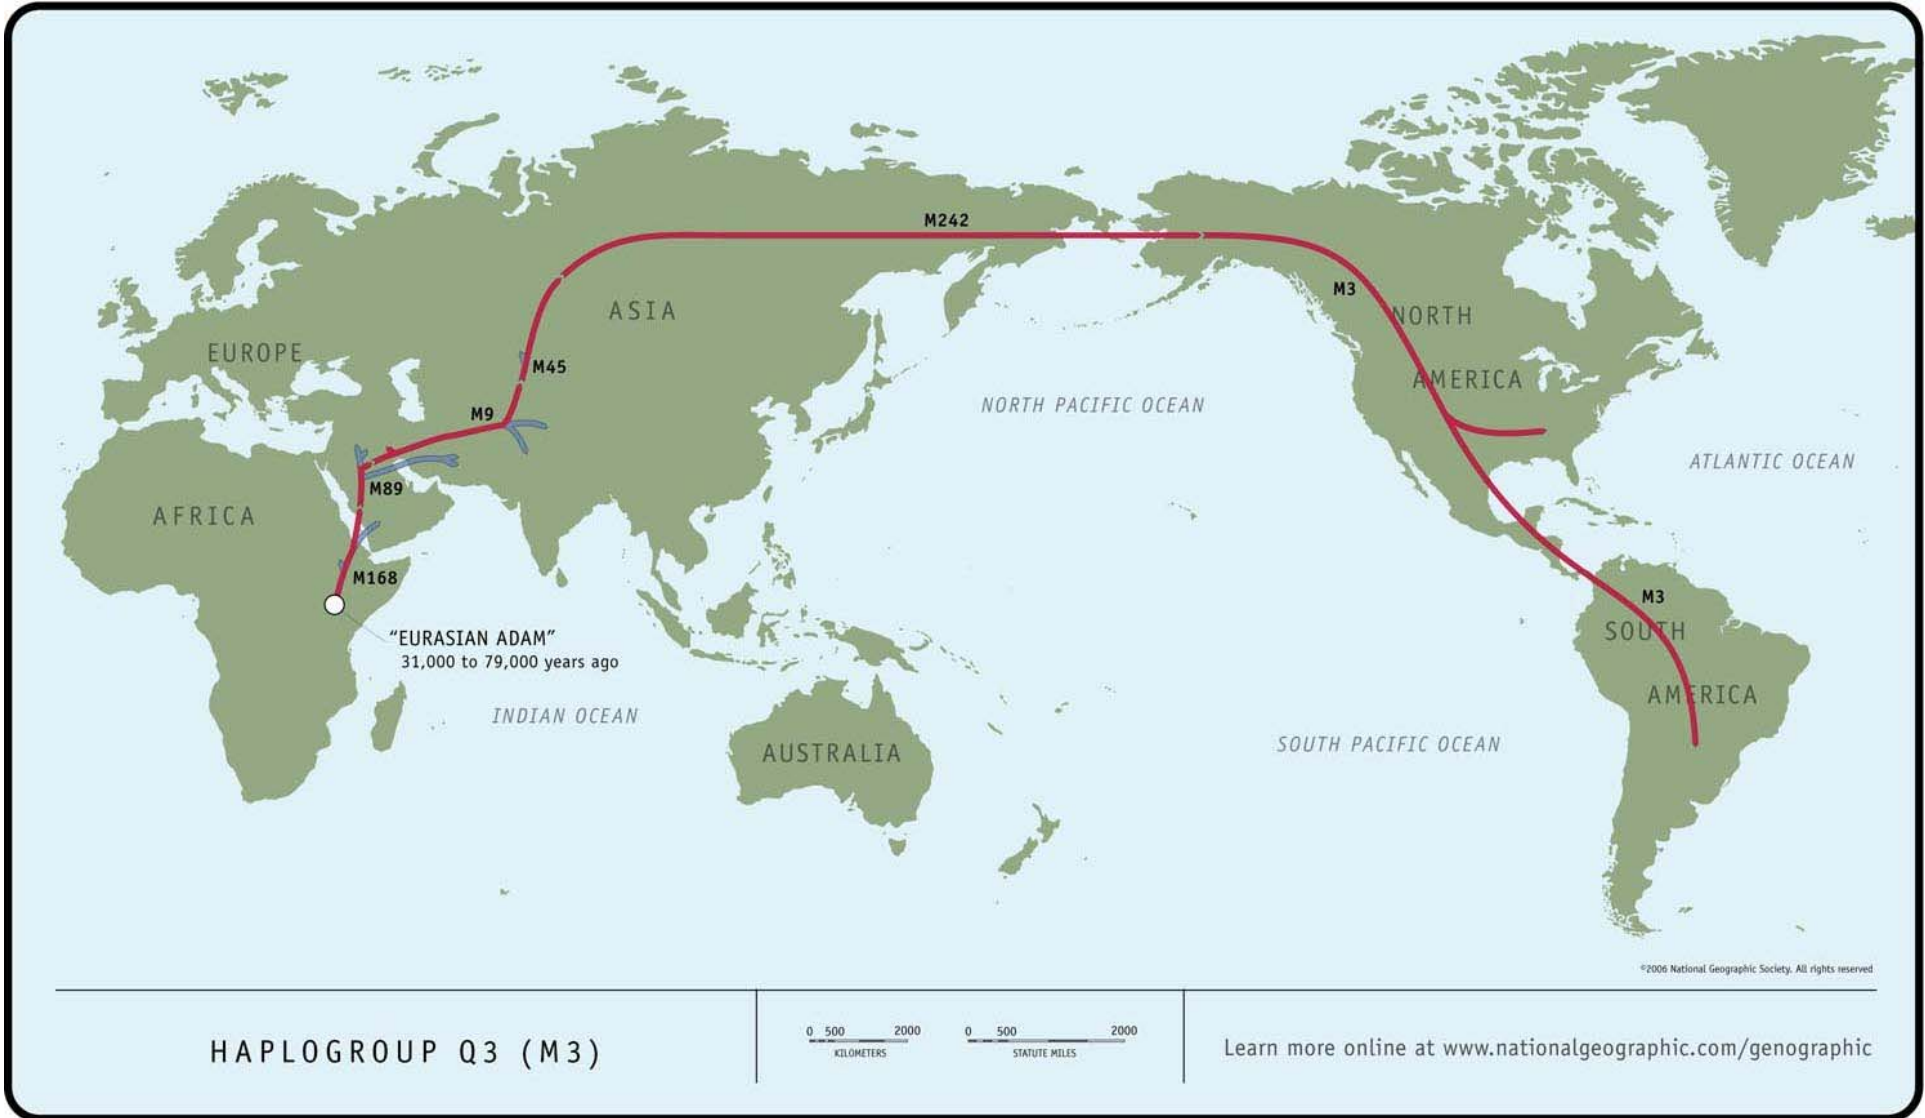 M242
M3
ASIA
NORTH
EUROPE
M45
AMERICA
NORTH PACIFIC OCEAN
M9
ATLANTIC OCEAN
M89
AFRICA
M168
M3
"EURASIAN ADAM"
31,000 to 79,000 years ago
SOUTH
AMERICA
INDIAN OCEAN
SOUTH PACIFIC OCEAN
AUSTRALIA
©2006 National Geographic Society. All rights reserved
HAPLOGROUP Q3 (M3)
0 500 2000
KILOMETERS
0 500 2000
STATUTE MILES
Learn more online at www.nationalgeographic.com/genographic